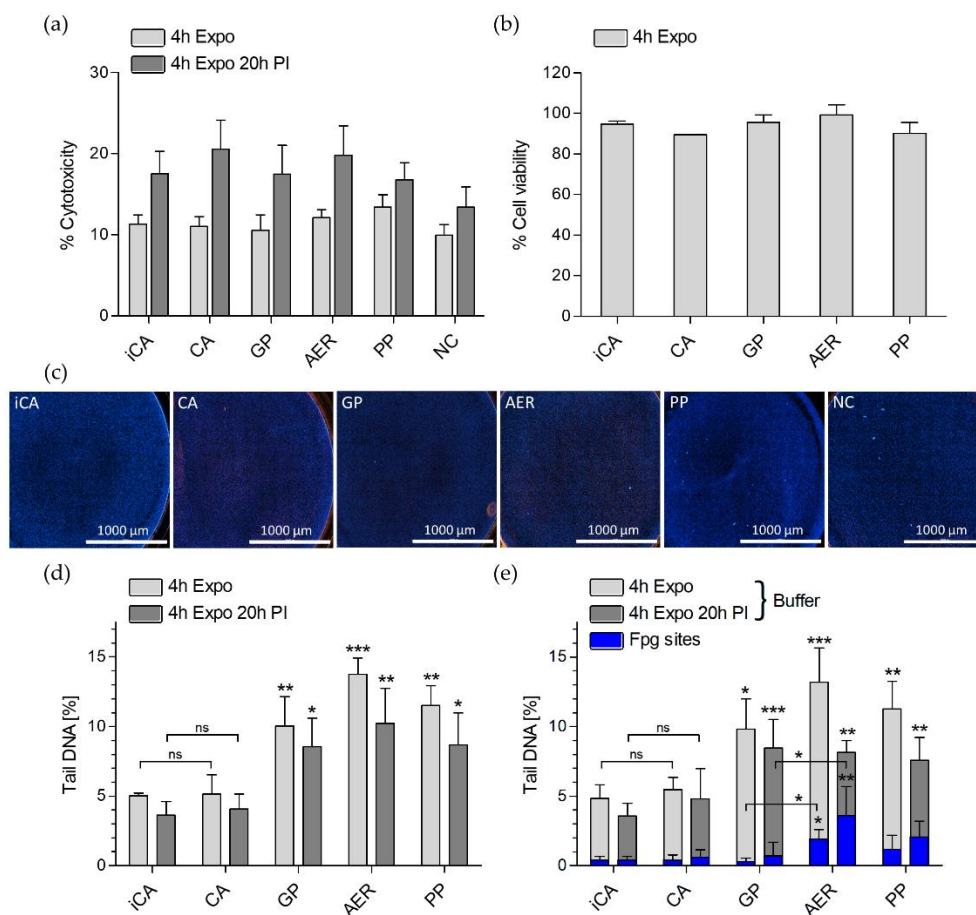 (a)
4h Expo
4h Expo 20h PI
30
20
10
0
% Cytotoxicity
iCA CA GP AER PP NC
(b)
4h Expo
120
100
80
60
40
20
0
% Cell viability
iCA CA GP AER PP
(c)
iCA CA GP AER PP NC
1000 µm 1000 µm 1000 µm 1000 µm 1000 µm 1000 µm
(d)
4h Expo
4h Expo 20h PI
15
10
5
0
Tail DNA [%]
ns
ns
** * *** ** ** *
iCA CA GP AER PP
(e)
4h Expo
4h Expo 20h PI
} Buffer
Fpg sites
15
10
5
0
Tail DNA [%]
ns
ns
* *** *** ** ** **
*
**
*
*
iCA CA GP AER PP